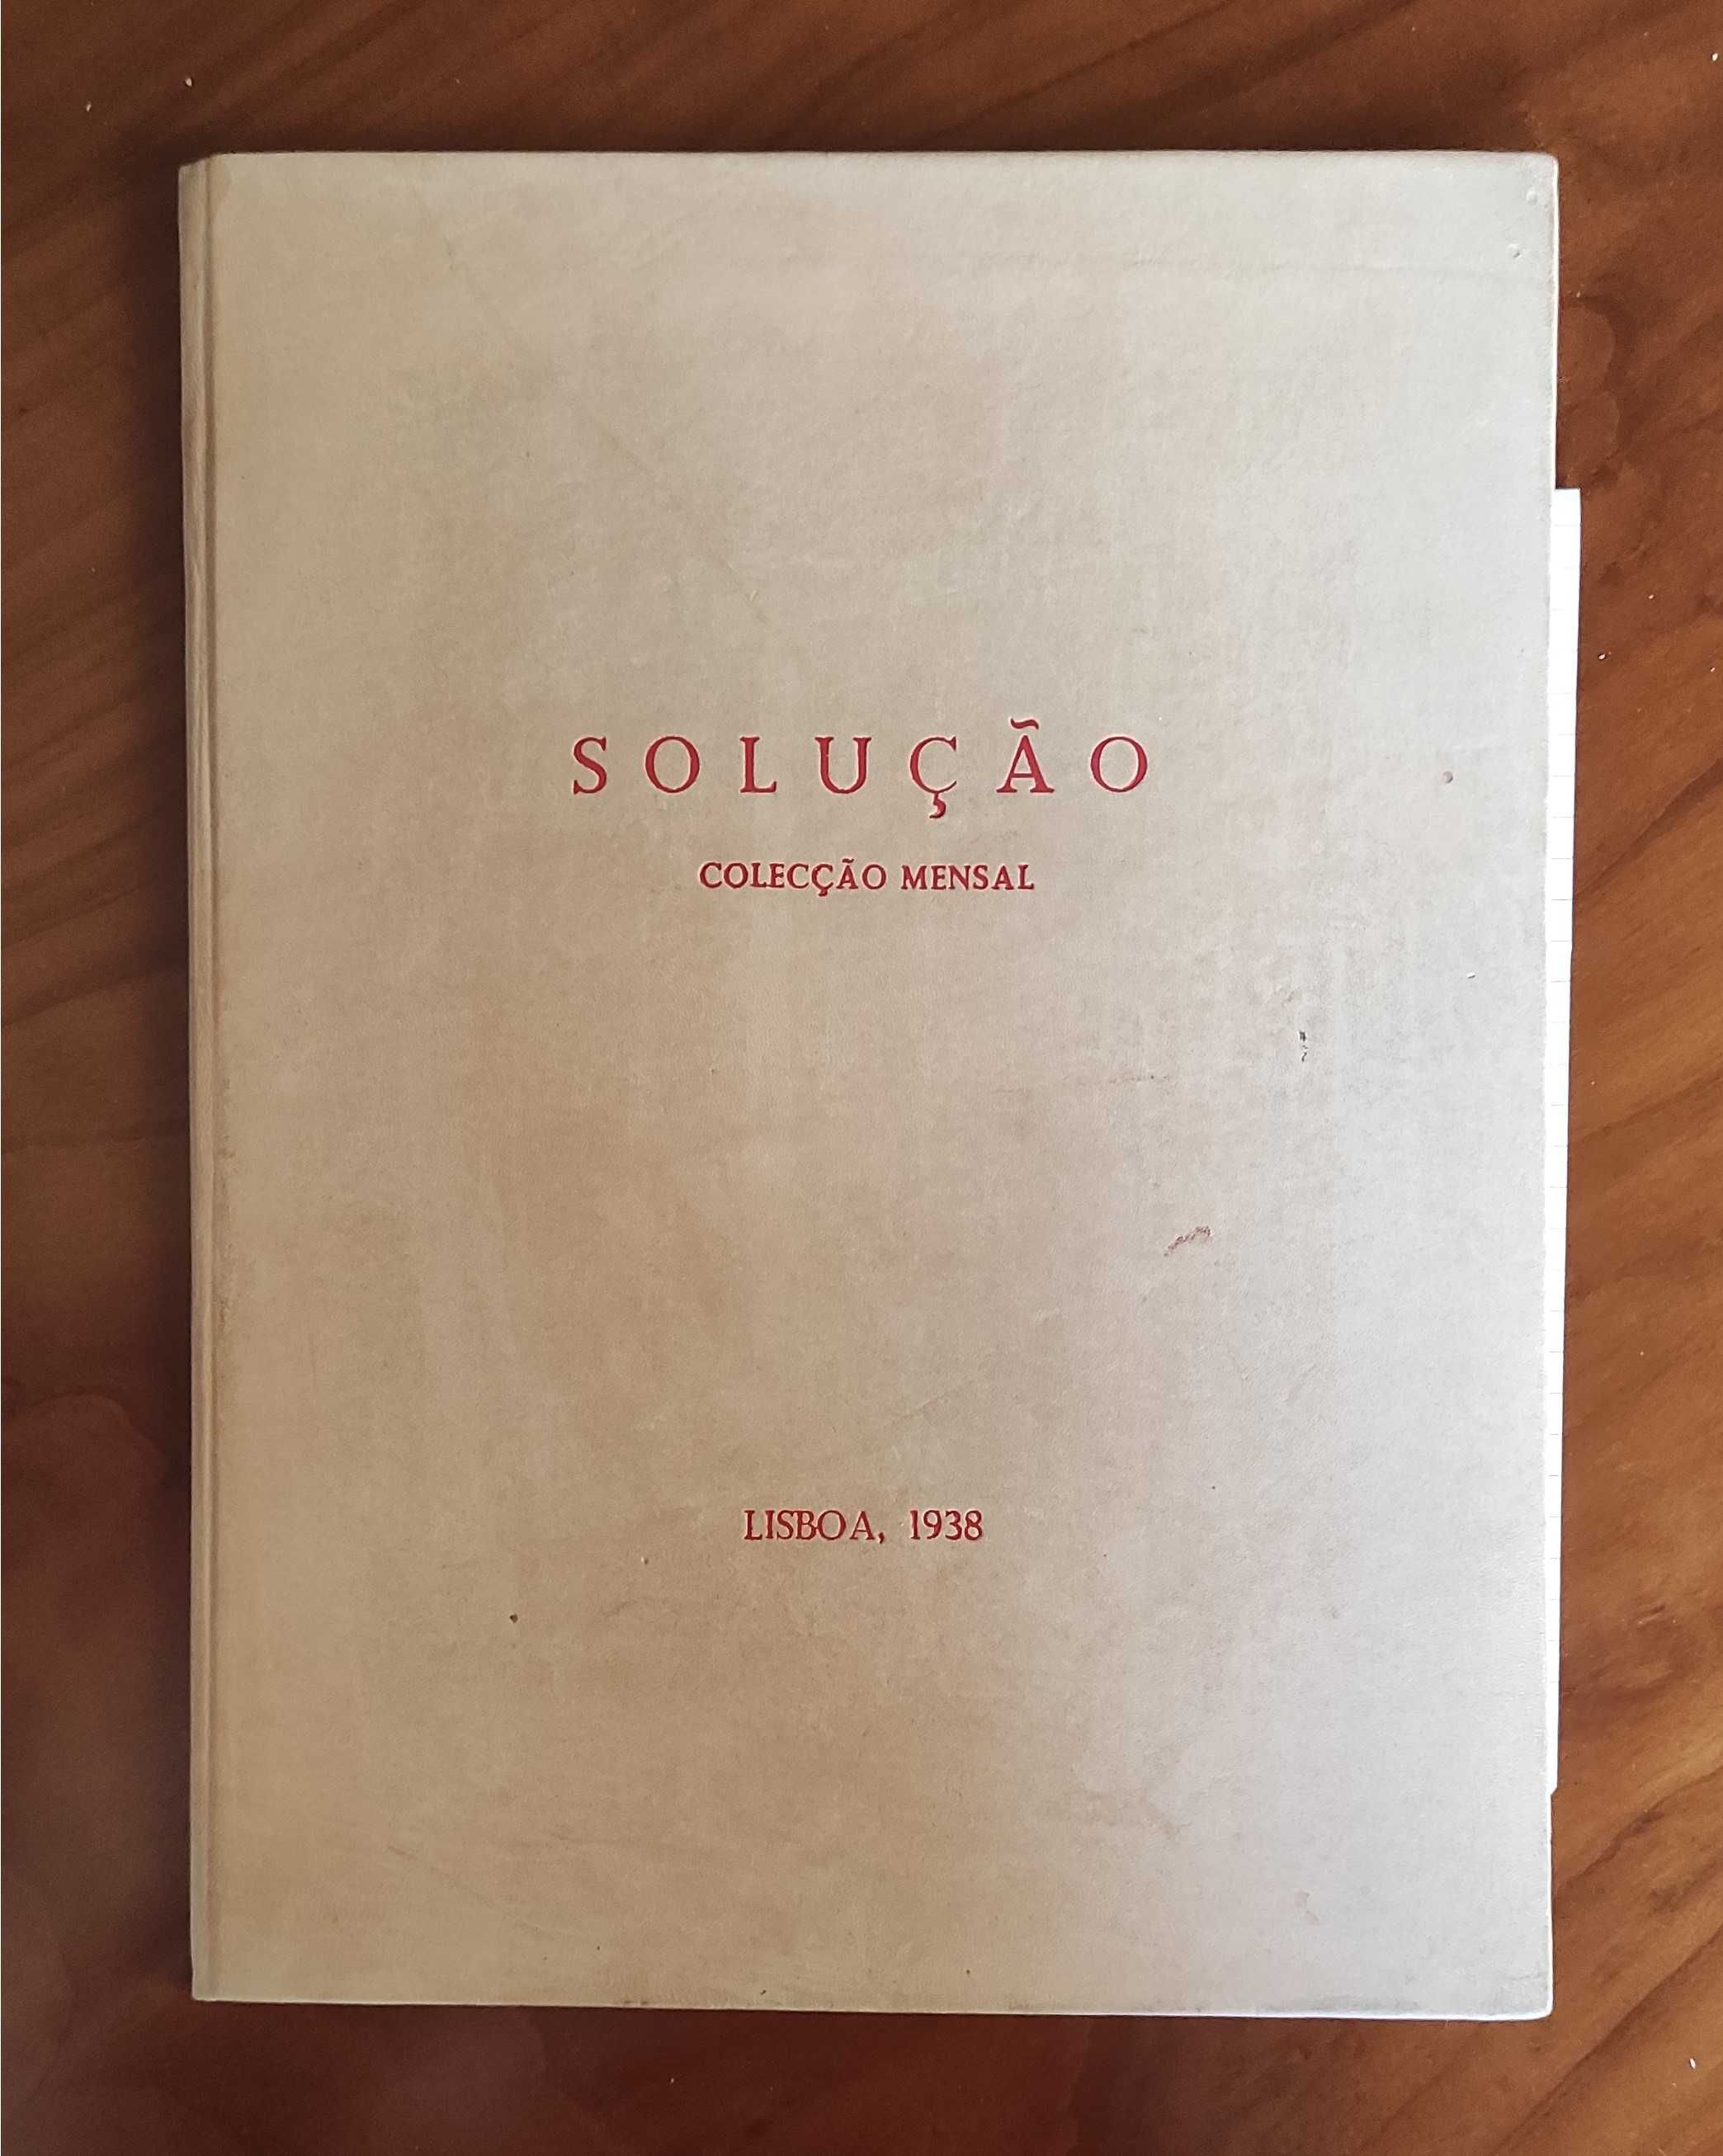 SOLUÇÃO
COLECÇÃO MENSAL
LISBOA, 1938